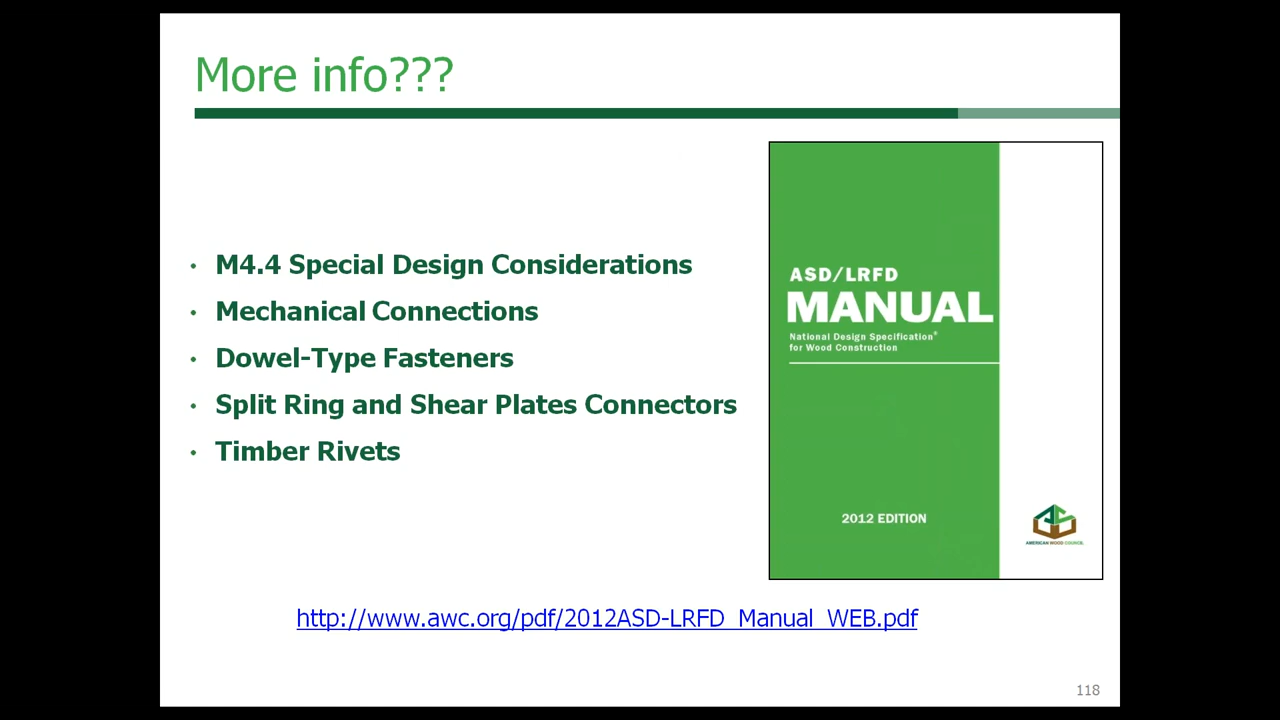 More info???
• M4.4 Special Design Considerations
• Mechanical Connections
• Dowel-Type Fasteners
• Split Ring and Shear Plates Connectors
• Timber Rivets
ASD/LRFD
MANUAL
National Design Specification®
for Wood Construction
2012 EDITION
AMERICAN WOOD COUNCIL
http://www.awc.org/pdf/2012ASD-LRFD_Manual_WEB.pdf
118